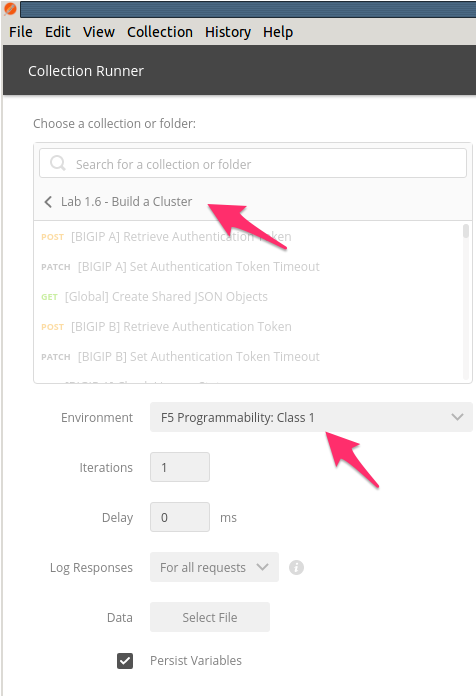 File Edit View Collection History Help
Collection Runner
Choose a collection or folder:
Search for a collection or folder
Lab 1.6 - Build a Cluster
POST [BIGIP A] Retrieve Authentication Token
PATCH [BIGIP A] Set Authentication Token Timeout
GET [Global] Create Shared JSON Objects
POST [BIGIP B] Retrieve Authentication Token
PATCH [BIGIP B] Set Authentication Token Timeout
Environment F5 Programmability: Class 1
Iterations 1
Delay 0 ms
Log Responses For all requests
Data Select File
Persist Variables